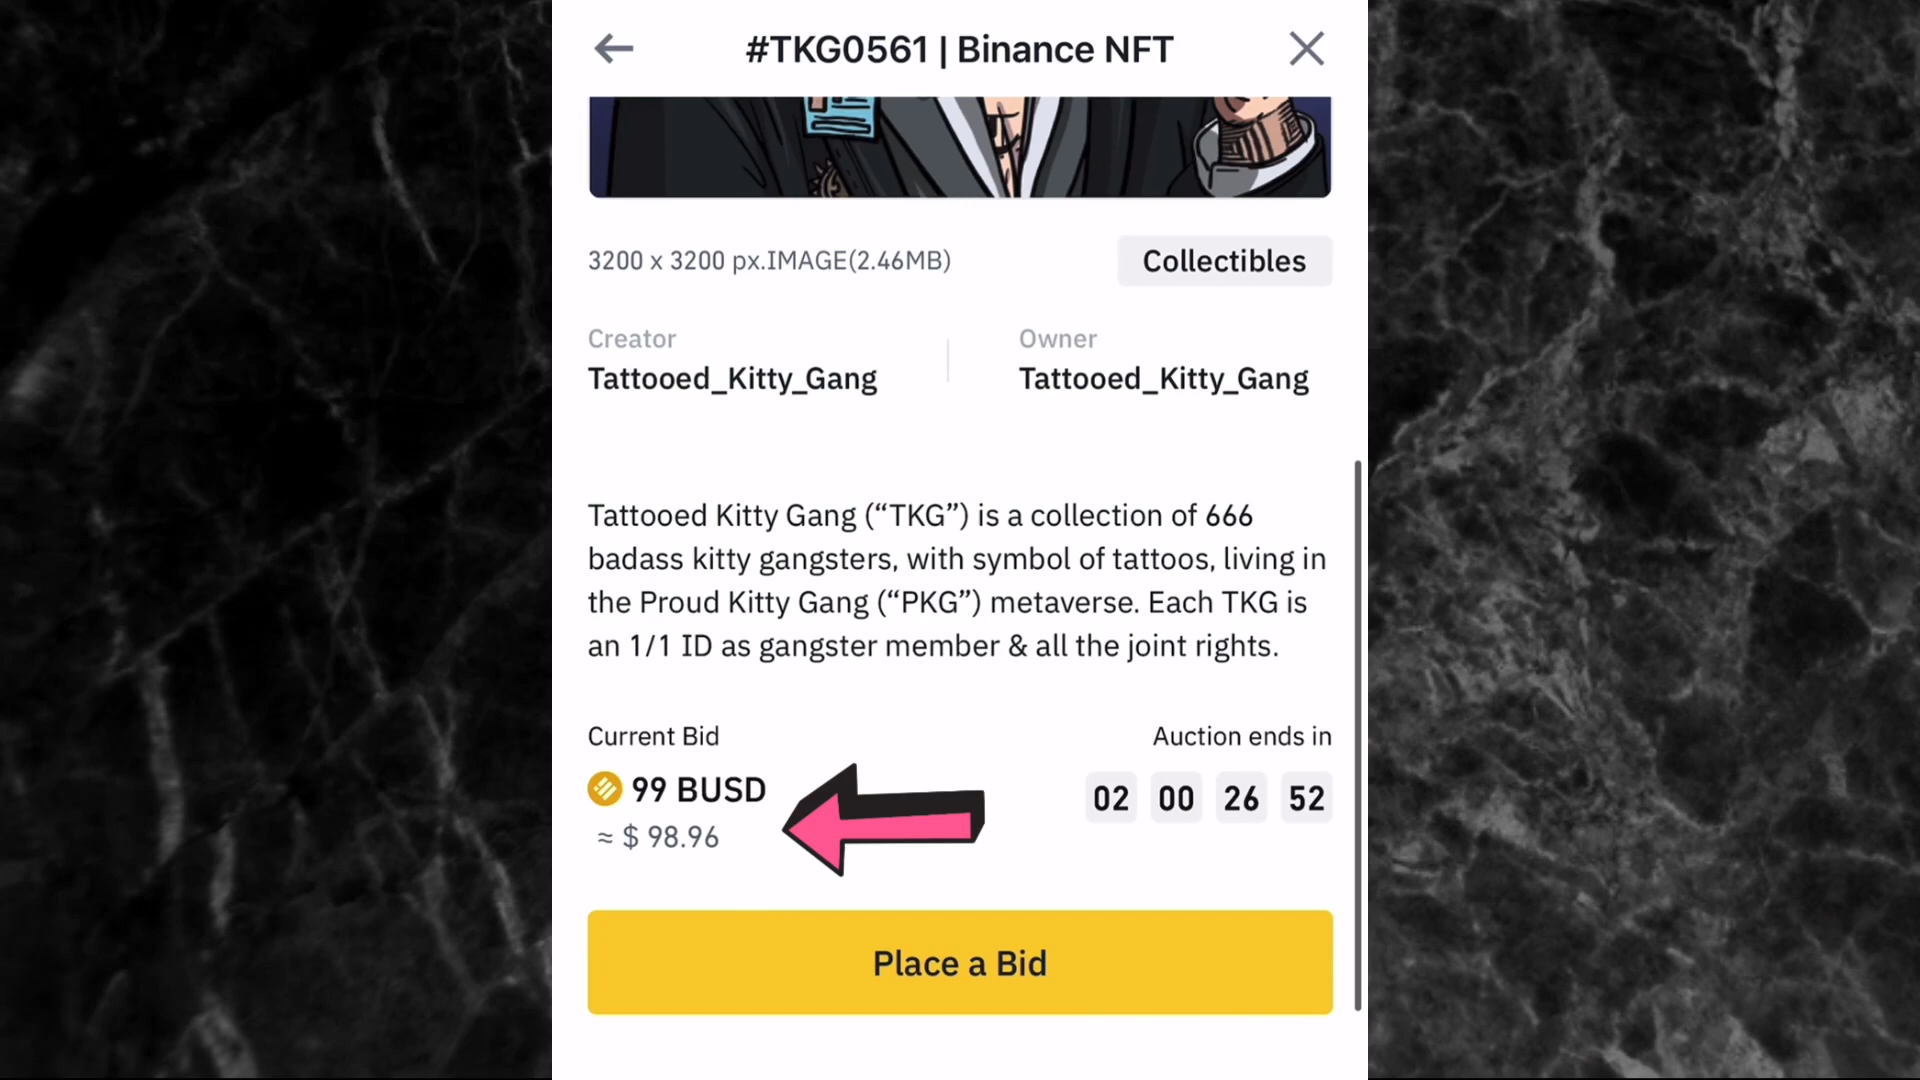 #TKG0561 | Binance NFT
3200 x 3200 px.IMAGE(2.46MB)
Collectibles
Creator
Owner
Tattooed_Kitty_Gang
Tattooed_Kitty_Gang
Tattooed Kitty Gang (“TKG”) is a collection of 666
badass kitty gangsters, with symbol of tattoos, living in
the Proud Kitty Gang (“PKG”) metaverse. Each TKG is
an 1/1 ID as gangster member & all the joint rights.
Current Bid
Auction ends in
99 BUSD
02 00 26 52
≈ $ 98.96
Place a Bid